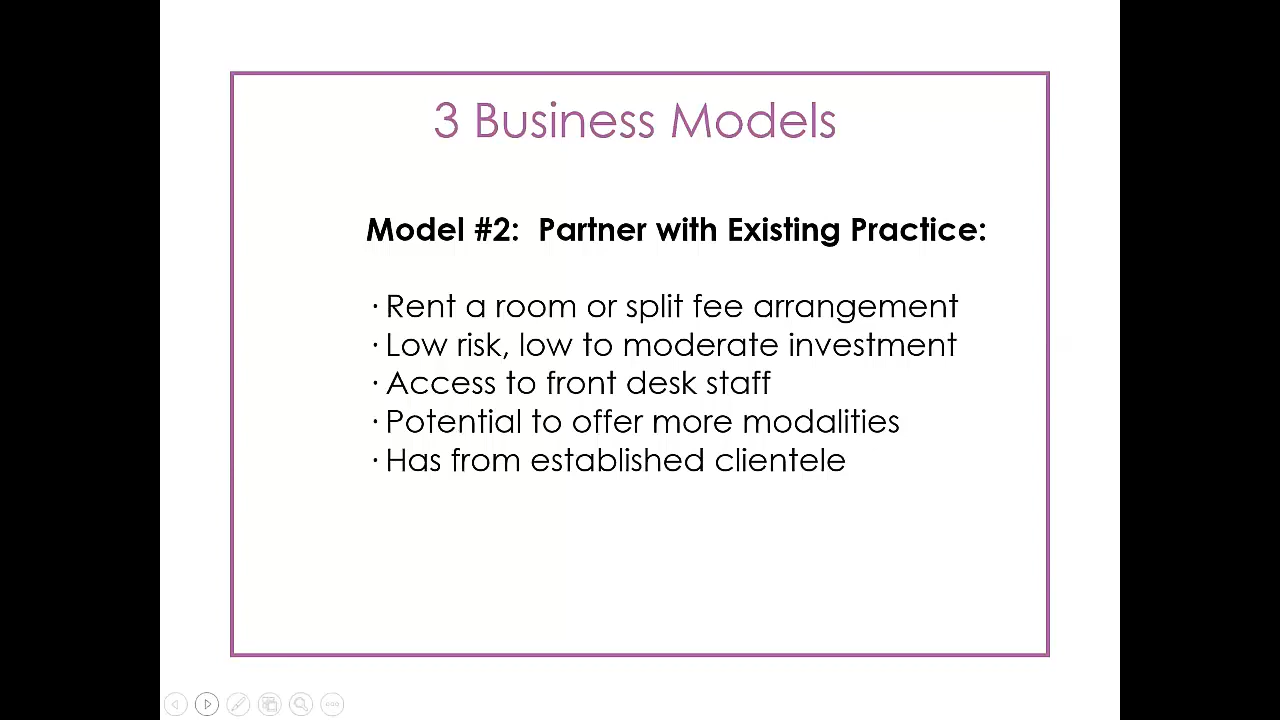 3 Business Models
Model #2:  Partner with Existing Practice:
· Rent a room or split fee arrangement
· Low risk, low to moderate investment
· Access to front desk staff
· Potential to offer more modalities
· Has from established clientele